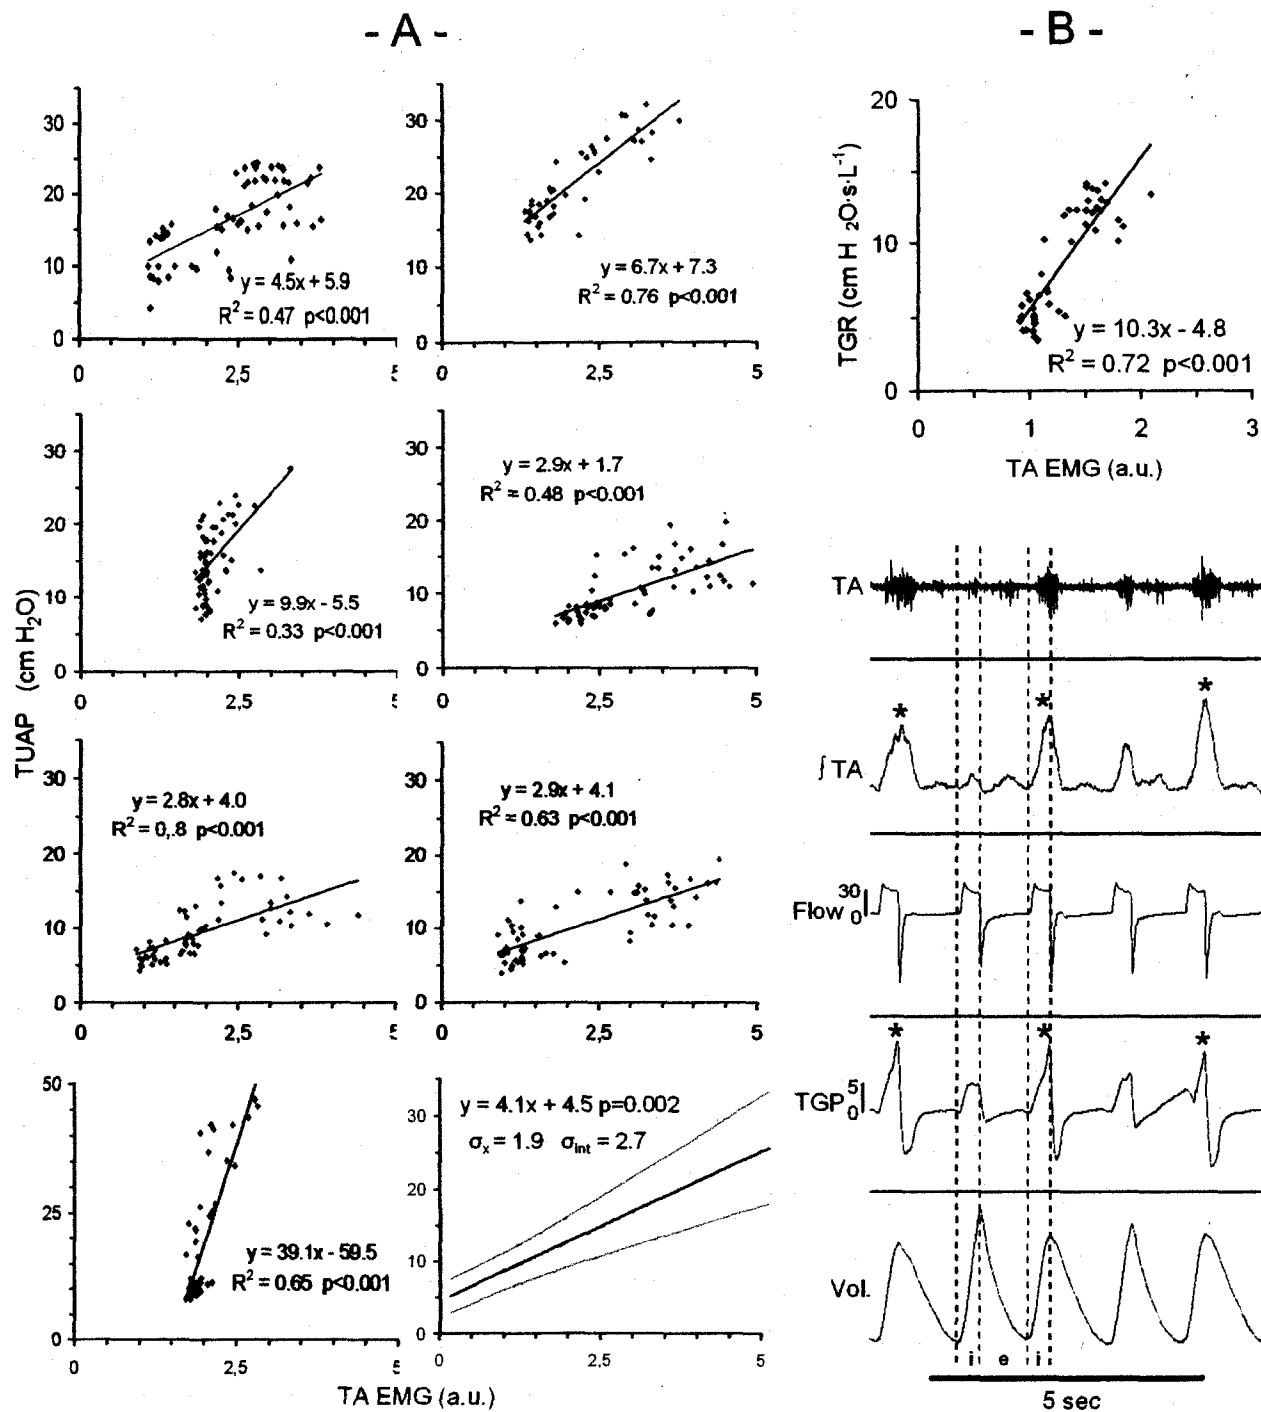 - A -
- B -
TUAP (cm H2O)
30
20
10
0
0
2,5
5
y = 4.5x + 5.9
R2 = 0.47 p<0.001
30
20
10
0
0
2,5
5
y = 6.7x + 7.3
R2 = 0.76 p<0.001
30
20
10
0
0
2,5
5
y = 9.9x - 5.5
R2 = 0.33 p<0.001
30
20
10
0
0
2,5
5
y = 2.9x + 1.7
R2 = 0.48 p<0.001
30
20
10
0
0
2,5
5
y = 2.8x + 4.0
R2 = 0,.8 p<0.001
30
20
10
0
0
2,5
5
y = 2.9x + 4.1
R2 = 0.63 p<0.001
50
25
0
0
2,5
5
y = 39.1x - 59.5
R2 = 0.65 p<0.001
30
20
10
0
0
2,5
5
y = 4.1x + 4.5 p=0.002
σx = 1.9 σint = 2.7
TA EMG (a.u.)
TGR (cm H2O·s·L-1)
20
10
0
0
1
2
3
y = 10.3x - 4.8
R2 = 0.72 p<0.001
TA EMG (a.u.)
TA
∫ TA
* * *
Flow 30
0
* * *
TGP 5
0
Vol.
i e i
5 sec